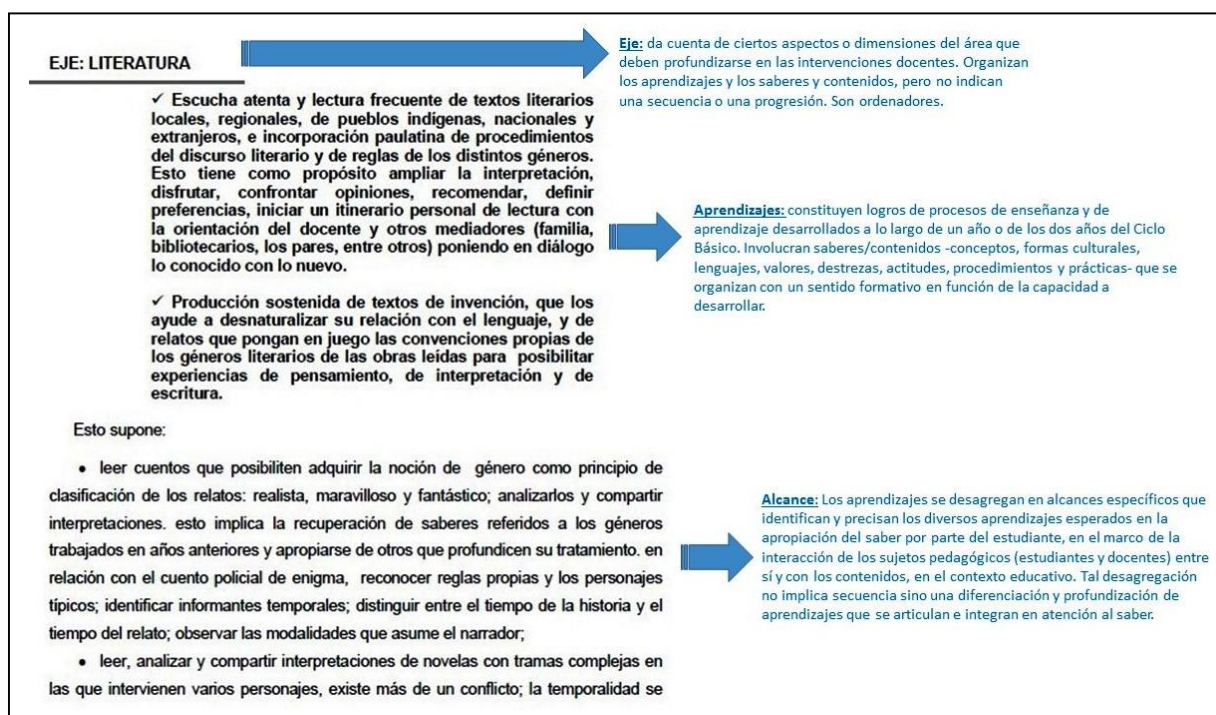 EJE: LITERATURA
Eje: da cuenta de ciertos aspectos o dimensiones del área que
deben profundizarse en las intervenciones docentes. Organizan
los aprendizajes y los saberes y contenidos, pero no indican
una secuencia o una progresión. Son ordenadores.
✓ Escucha atenta y lectura frecuente de textos literarios
locales, regionales, de pueblos indígenas, nacionales y
extranjeros, e incorporación paulatina de procedimientos
del discurso literario y de reglas de los distintos géneros.
Esto tiene como propósito ampliar la interpretación,
disfrutar, confrontar opiniones, recomendar, definir
preferencias, iniciar un itinerario personal de lectura con
la orientación del docente y otros mediadores (familia,
bibliotecarios, los pares, entre otros) poniendo en diálogo
lo conocido con lo nuevo.
Aprendizajes: constituyen logros de procesos de enseñanza y de
aprendizaje desarrollados a lo largo de un año o de los dos años del Ciclo
Básico. Involucran saberes/contenidos -conceptos, formas culturales,
lenguajes, valores, destrezas, actitudes, procedimientos y prácticas- que se
organizan con un sentido formativo en función de la capacidad a
desarrollar.
✓ Producción sostenida de textos de invención, que los
ayude a desnaturalizar su relación con el lenguaje, y de
relatos que pongan en juego las convenciones propias de
los géneros literarios de las obras leídas para posibilitar
experiencias de pensamiento, de interpretación y de
escritura.
Esto supone:
• leer cuentos que posibiliten adquirir la noción de género como principio de
clasificación de los relatos: realista, maravilloso y fantástico; analizarlos y compartir
interpretaciones. esto implica la recuperación de saberes referidos a los géneros
trabajados en años anteriores y apropiarse de otros que profundicen su tratamiento. en
relación con el cuento policial de enigma, reconocer reglas propias y los personajes
típicos; identificar informantes temporales; distinguir entre el tiempo de la historia y el
tiempo del relato; observar las modalidades que asume el narrador;
Alcance: Los aprendizajes se desagregan en alcances específicos que
identifican y precisan los diversos aprendizajes esperados en la
apropiación del saber por parte del estudiante, en el marco de la
interacción de los sujetos pedagógicos (estudiantes y docentes) entre
sí y con los contenidos, en el contexto educativo. Tal desagregación
no implica secuencia sino una diferenciación y profundización de
aprendizajes que se articulan e integran en atención al saber.
• leer, analizar y compartir interpretaciones de novelas con tramas complejas en
las que intervienen varios personajes, existe más de un conflicto; la temporalidad se